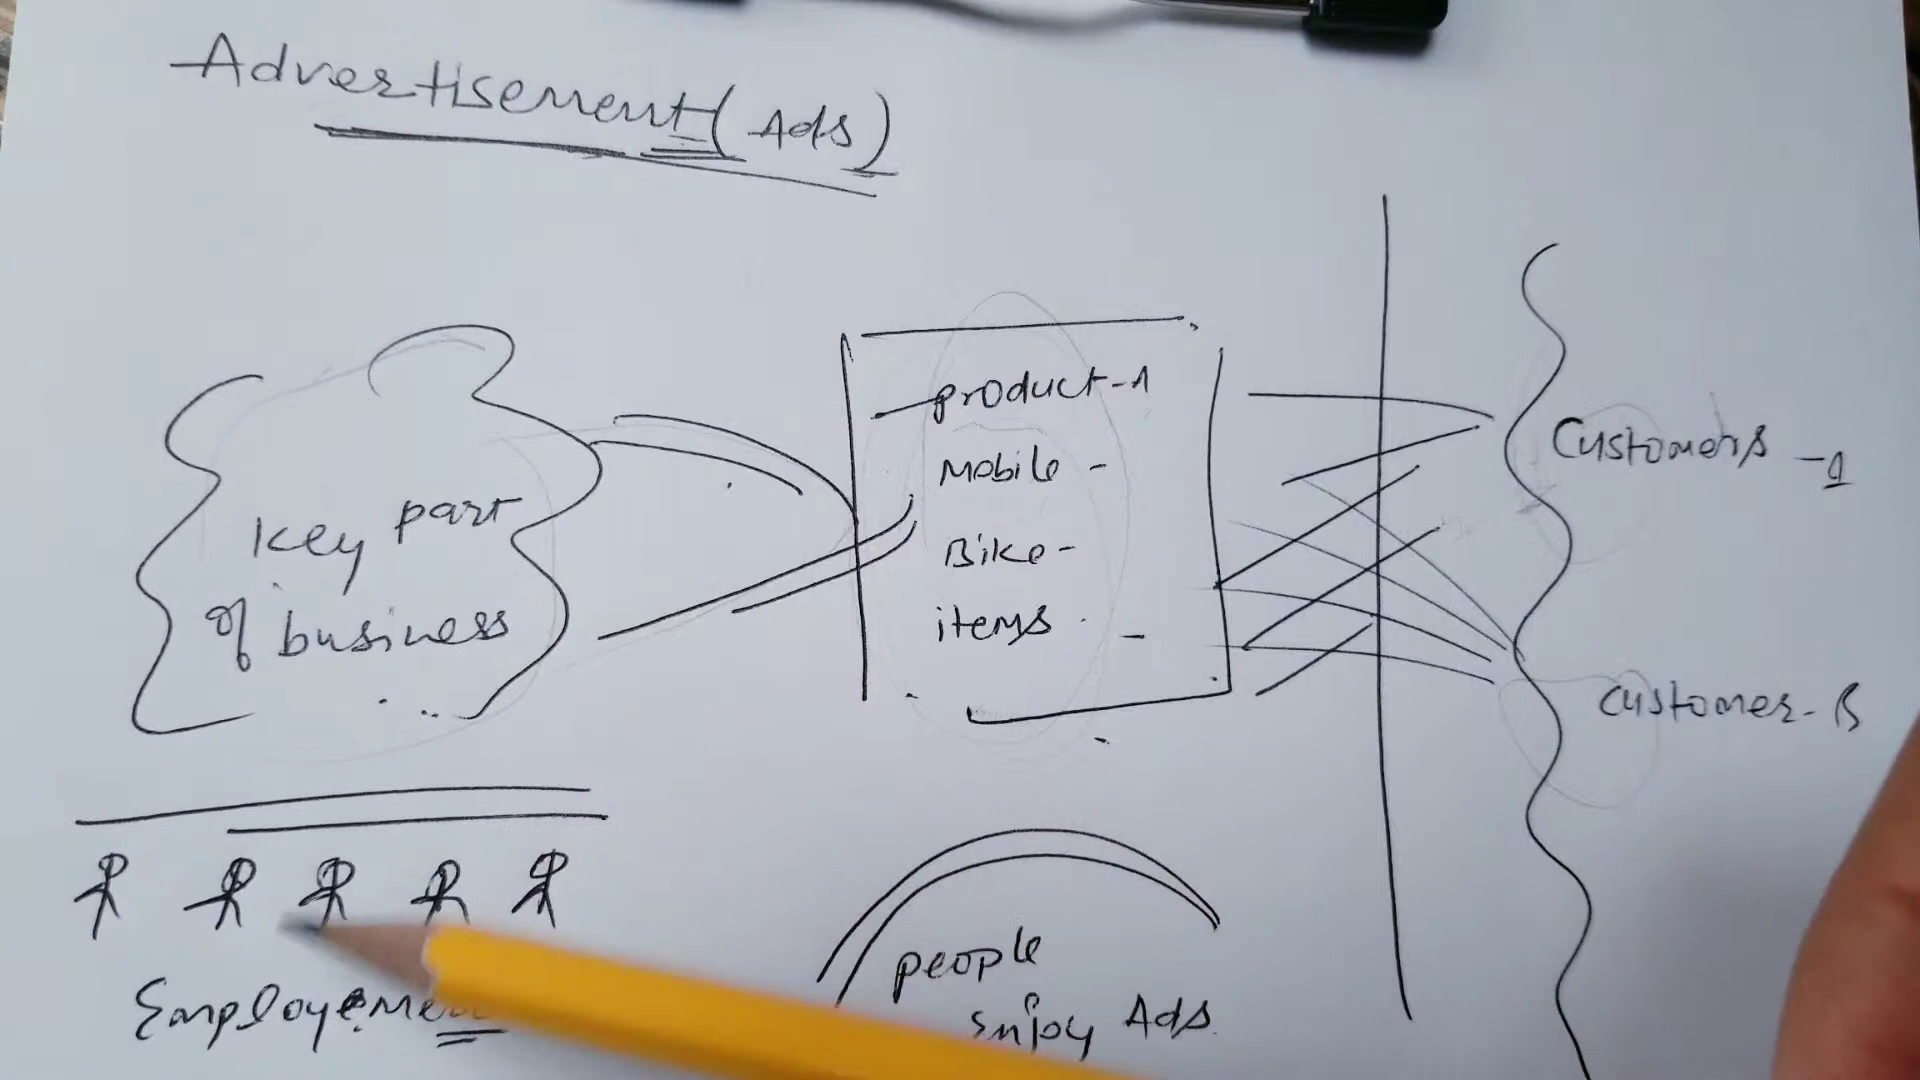 Advertisement (Ads)
key part
of business
product-1
Mobile -
Bike -
items -
Customers -1
Customer-B
people
Enjoy Ads